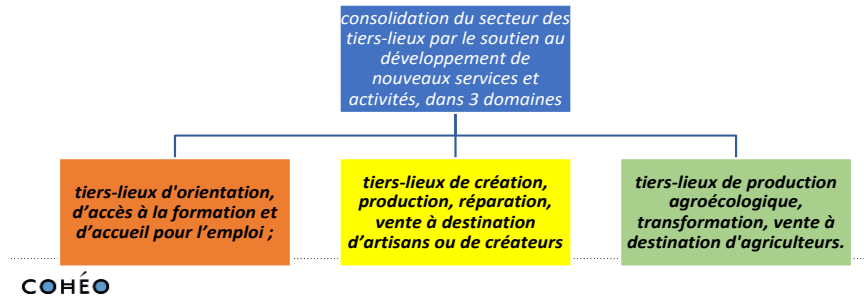 consolidation du secteur des
tiers-lieux par le soutien au
développement de
nouveaux services et
activités, dans 3 domaines
tiers-lieux d'orientation,
d’accès à la formation et
d’accueil pour l’emploi ;
tiers-lieux de création,
production, réparation,
vente à destination
d’artisans ou de créateurs
tiers-lieux de production
agroécologique,
transformation, vente à
destination d'agriculteurs.
COHÉO